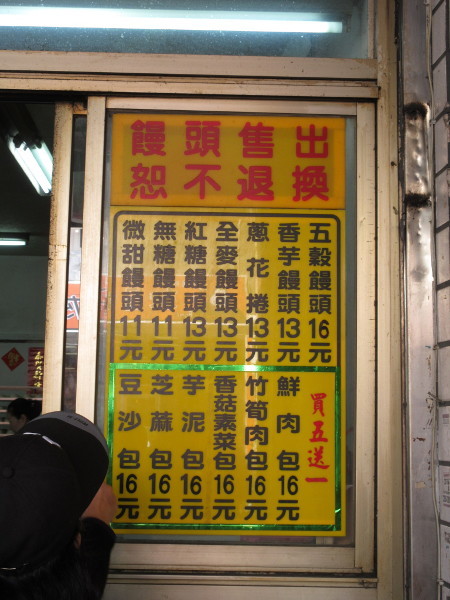 饅頭售出
恕不退換
五穀饅頭16元
香芋饅頭13元
蔥花捲13元
全麥饅頭13元
紅糖饅頭13元
無糖饅頭11元
微甜饅頭11元
買五送一
鮮肉包16元
竹筍肉包16元
香菇素菜包16元
芋泥包16元
芝蔴包16元
豆沙包16元